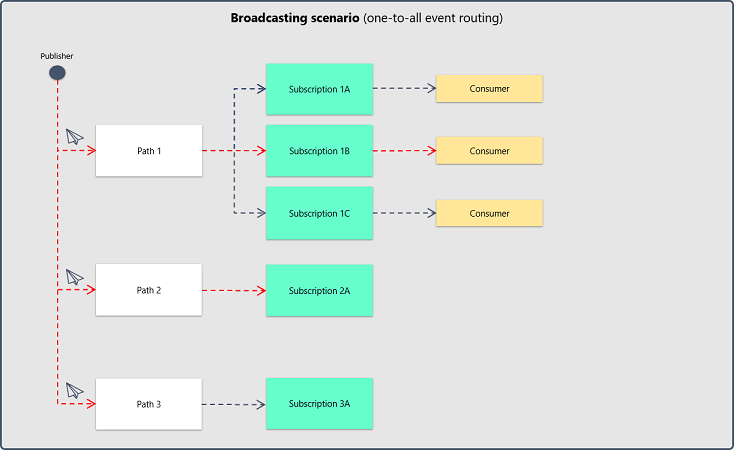 Broadcasting scenario (one-to-all event routing)
Publisher
Subscription 1A
Consumer
Path 1
Subscription 1B
Consumer
Subscription 1C
Consumer
Path 2
Subscription 2A
Path 3
Subscription 3A